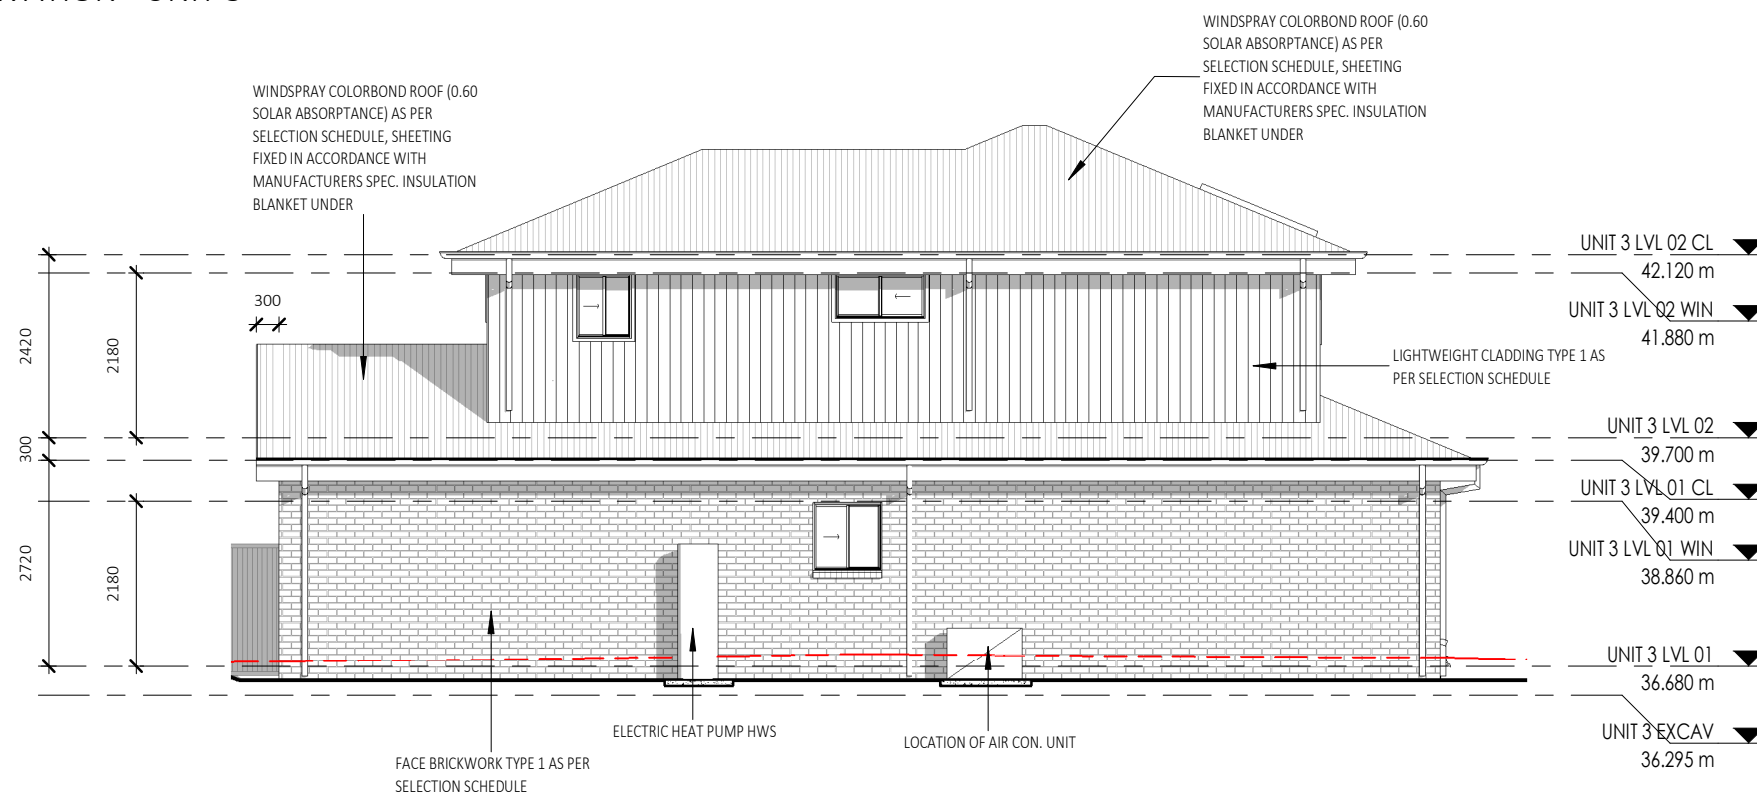 WINDSPRAY COLORBOND ROOF (0.60
SOLAR ABSORPTANCE) AS PER
SELECTION SCHEDULE, SHEETING
FIXED IN ACCORDANCE WITH
MANUFACTURERS SPEC. INSULATION
BLANKET UNDER
WINDSPRAY COLORBOND ROOF (0.60
SOLAR ABSORPTANCE) AS PER
SELECTION SCHEDULE, SHEETING
FIXED IN ACCORDANCE WITH
MANUFACTURERS SPEC. INSULATION
BLANKET UNDER
300
2420
2180
300
2720
2180
UNIT 3 LVL 02 CL
42.120 m
UNIT 3 LVL 02 WIN
41.880 m
LIGHTWEIGHT CLADDING TYPE 1 AS
PER SELECTION SCHEDULE
UNIT 3 LVL 02
39.700 m
UNIT 3 LVL 01 CL
39.400 m
UNIT 3 LVL 01 WIN
38.860 m
UNIT 3 LVL 01
36.680 m
UNIT 3 EXCAV
36.295 m
ELECTRIC HEAT PUMP HWS
LOCATION OF AIR CON. UNIT
FACE BRICKWORK TYPE 1 AS PER
SELECTION SCHEDULE